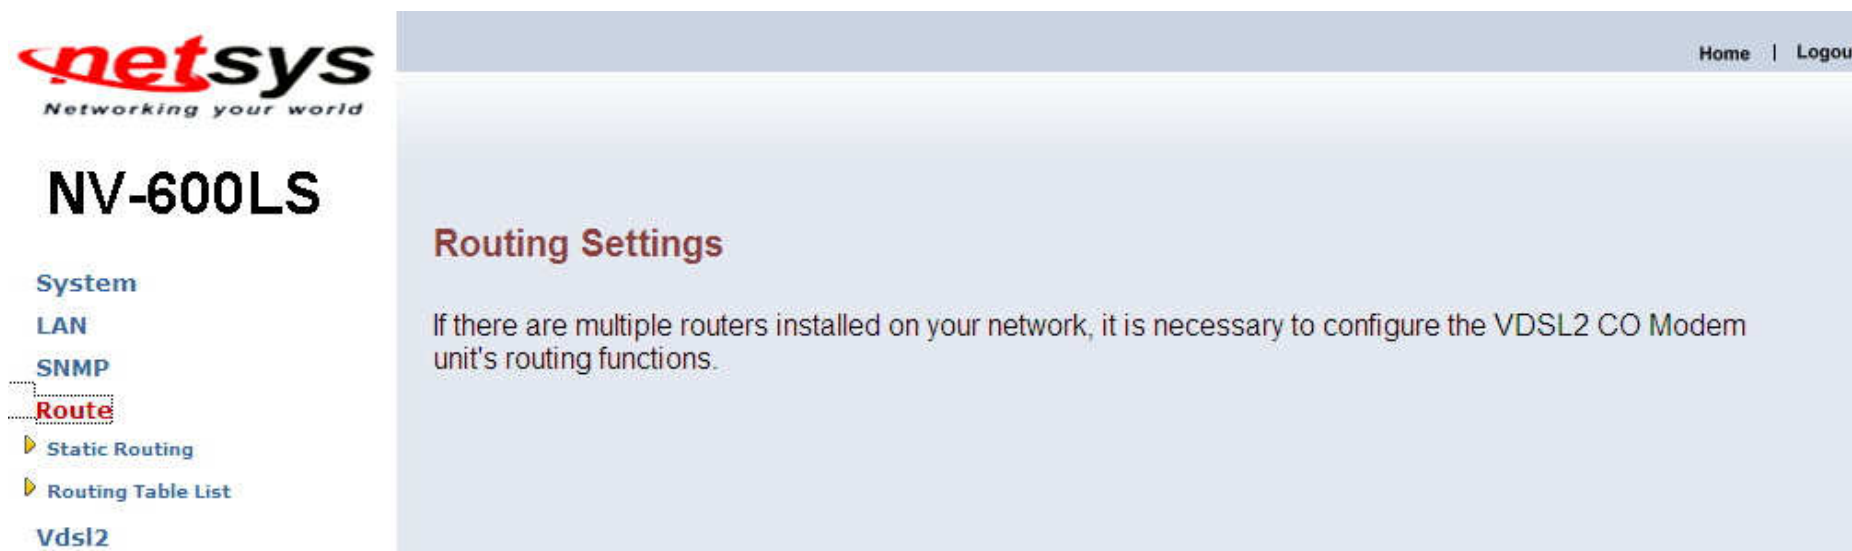 netsys
Networking your world
Home | Logou
NV-600LS
Routing Settings
If there are multiple routers installed on your network, it is necessary to configure the VDSL2 CO Modem
unit's routing functions.
System
LAN
SNMP
Route
Static Routing
Routing Table List
Vdsl2